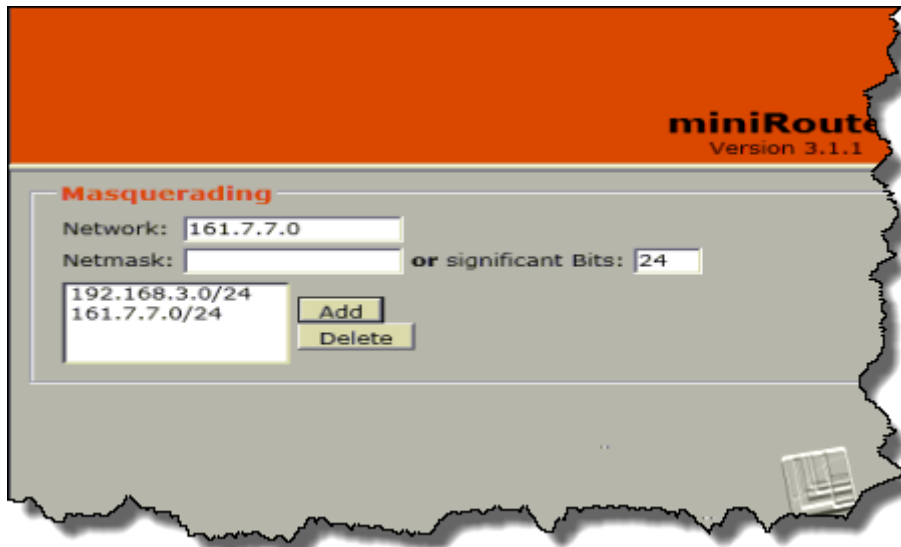 miniRoute
Version 3.1.1
Masquerading
Network: 161.7.7.0
Netmask: or significant Bits: 24
192.168.3.0/24
161.7.7.0/24
Add
Delete